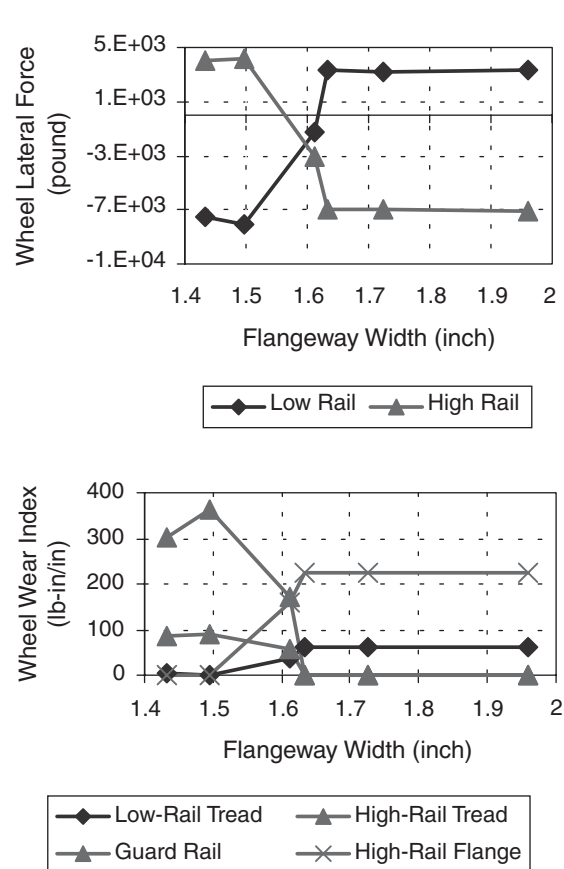 Wheel Lateral Force
(pound)
5.E+03
1.E+03
-3.E+03
-7.E+03
-1.E+04
1.4 1.5 1.6 1.7 1.8 1.9 2
Flangeway Width (inch)
Low Rail High Rail
Wheel Wear Index
(lb-in/in)
400
300
200
100
0
1.4 1.5 1.6 1.7 1.8 1.9 2
Flangeway Width (inch)
Low-Rail Tread High-Rail Tread
Guard Rail High-Rail Flange